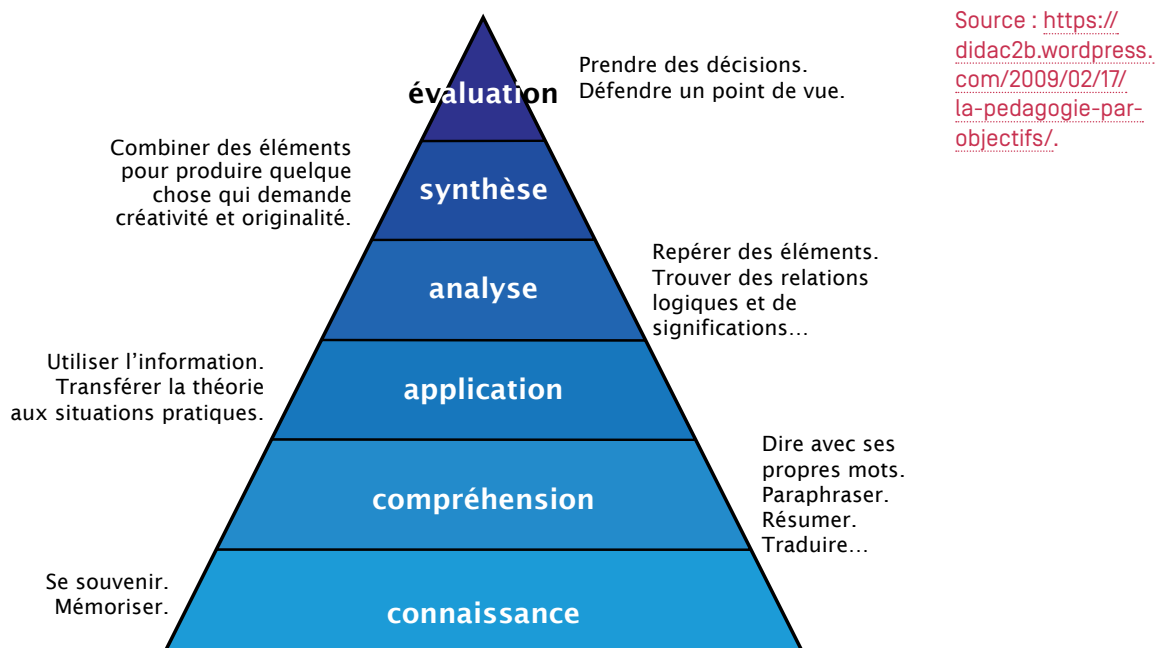 Source : https://
didac2b.wordpress.
com/2009/02/17/
la-pedagogie-par-
objectifs/.
Prendre des décisions.
Défendre un point de vue.
évaluation
Combiner des éléments
pour produire quelque
chose qui demande
créativité et originalité.
synthèse
Repérer des éléments.
Trouver des relations
logiques et de
significations…
analyse
Utiliser l’information.
Transférer la théorie
aux situations pratiques.
application
Dire avec ses
propres mots.
Paraphraser.
Résumer.
Traduire…
compréhension
Se souvenir.
Mémoriser.
connaissance